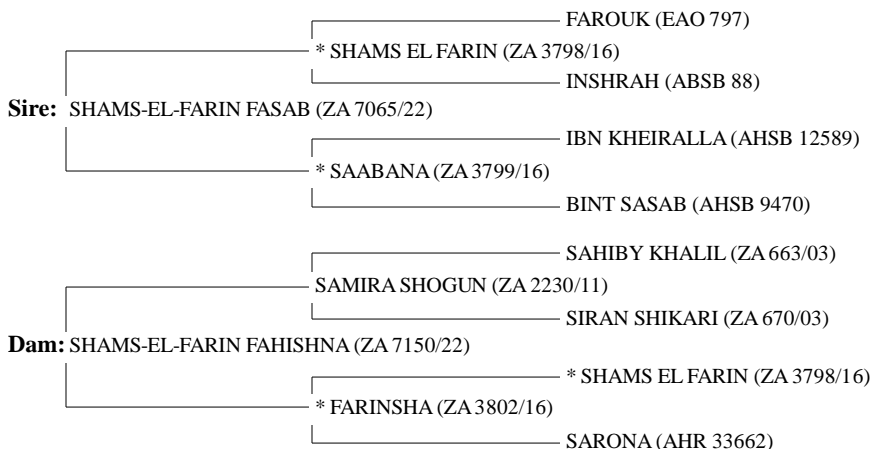 FAROUK (EAO 797)
* SHAMS EL FARIN (ZA 3798/16)
INSHRAH (ABSB 88)
Sire: SHAMS-EL-FARIN FASAB (ZA 7065/22)
IBN KHEIRALLA (AHSB 12589)
* SAABANA (ZA 3799/16)
BINT SASAB (AHSB 9470)
SAHIBY KHALIL (ZA 663/03)
SAMIRA SHOGUN (ZA 2230/11)
SIRAN SHIKARI (ZA 670/03)
Dam: SHAMS-EL-FARIN FAHISHNA (ZA 7150/22)
* SHAMS EL FARIN (ZA 3798/16)
* FARINSHA (ZA 3802/16)
SARONA (AHR 33662)